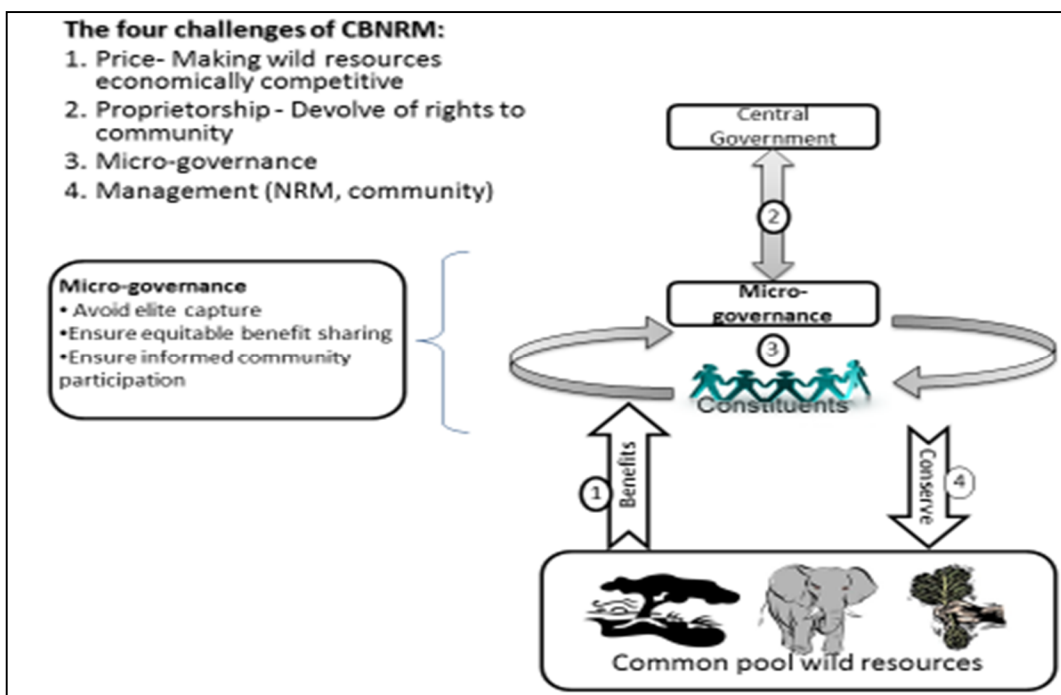 The four challenges of CBNRM:
1. Price- Making wild resources
economically competitive
2. Proprietorship - Devolve of rights to
community
3. Micro-governance
4. Management (NRM, community)
Central
Government
2
Micro-governance
• Avoid elite capture
•Ensure equitable benefit sharing
•Ensure informed community
participation
Micro-
governance
3
Constituents
1
Benefits
Conserve
4
Common pool wild resources